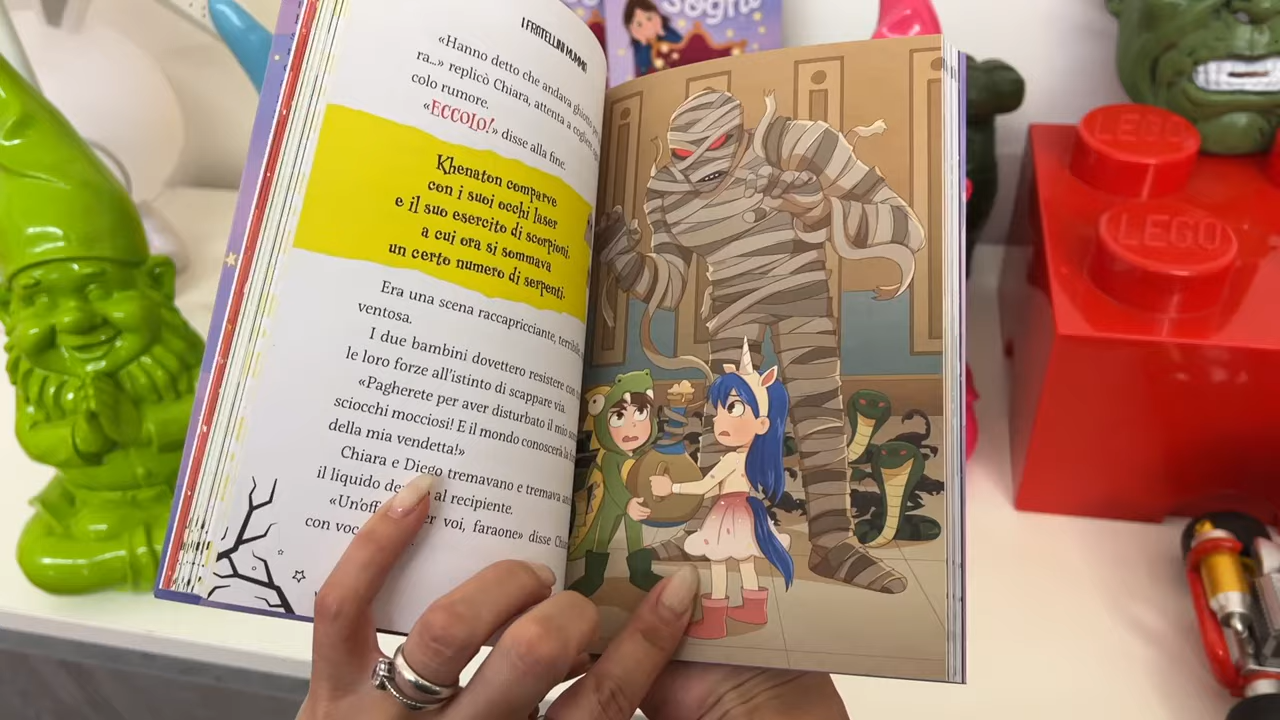 Sogni
I FRATELLINI MUMMIA
«Hanno detto che andava ghiotto
ra...» replicò Chiara, attenta a cogliere
colo rumore.
«ECCOLO!» disse alla fine.
Khenaton comparve
con i suoi occhi laser
e il suo esercito di scorpioni,
a cui ora si sommava
un certo numero di serpenti.
Era una scena raccapricciante, terribile,
ventosa.
I due bambini dovettero resistere con
le loro forze all'istinto di scappare via.
«Pagherete per aver disturbato il mio
sciocchi mocciosi! E il mondo conoscerà la
della mia vendetta!»
Chiara e Diego tremavano e tremava
il liquido al recipiente.
voi, faraone» disse
con
LEGO
LEGO